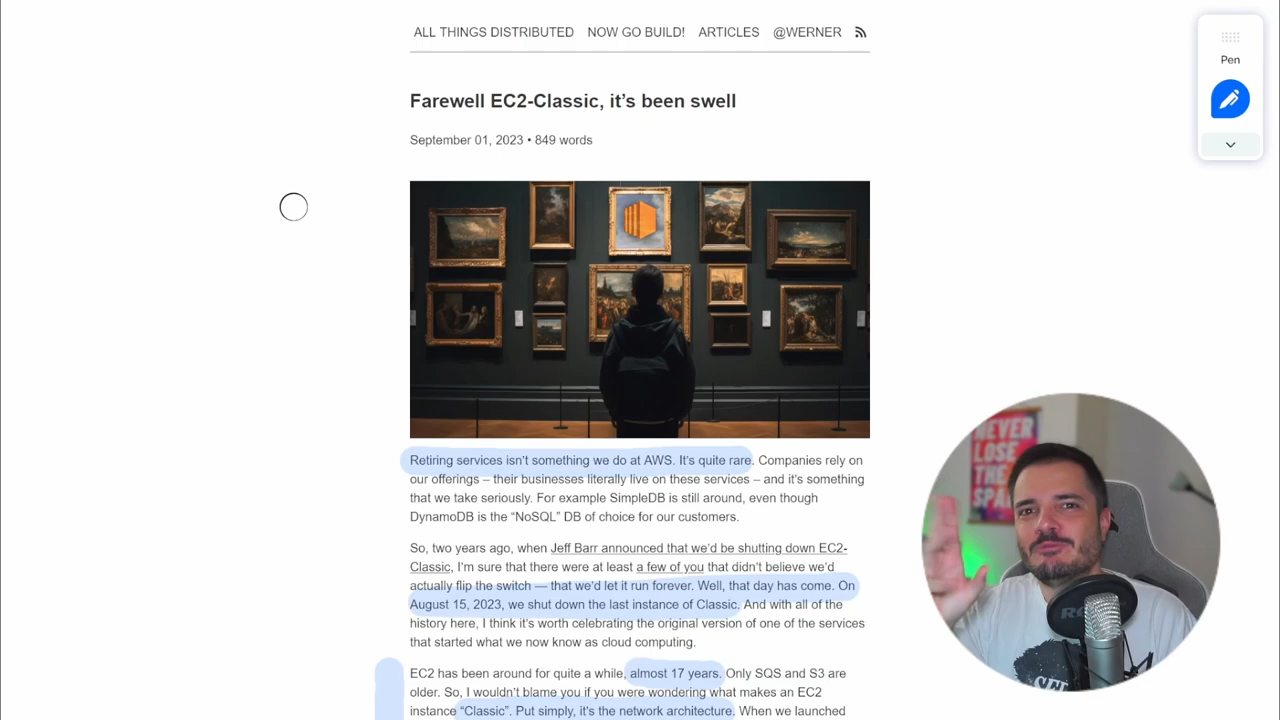 ALL THINGS DISTRIBUTED NOW GO BUILD! ARTICLES @WERNER
Pen
Farewell EC2-Classic, it's been swell
September 01, 2023 • 849 words
Retiring services isn't something we do at AWS. It's quite rare. Companies rely on
our offerings – their businesses literally live on these services – and it's something
that we take seriously. For example SimpleDB is still around, even though
DynamoDB is the “NoSQL” DB of choice for our customers.
So, two years ago, when Jeff Barr announced that we'd be shutting down EC2-
Classic, I'm sure that there were at least a few of you that didn't believe we'd
actually flip the switch — that we'd let it run forever. Well, that day has come. On
August 15, 2023, we shut down the last instance of Classic. And with all of the
history here, I think it's worth celebrating the original version of one of the services
that started what we now know as cloud computing.
EC2 has been around for quite a while, almost 17 years. Only SQS and S3 are
older. So, I wouldn't blame you if you were wondering what makes an EC2
instance “Classic”. Put simply, it's the network architecture. When we launched
NEVER
LOSE
THE